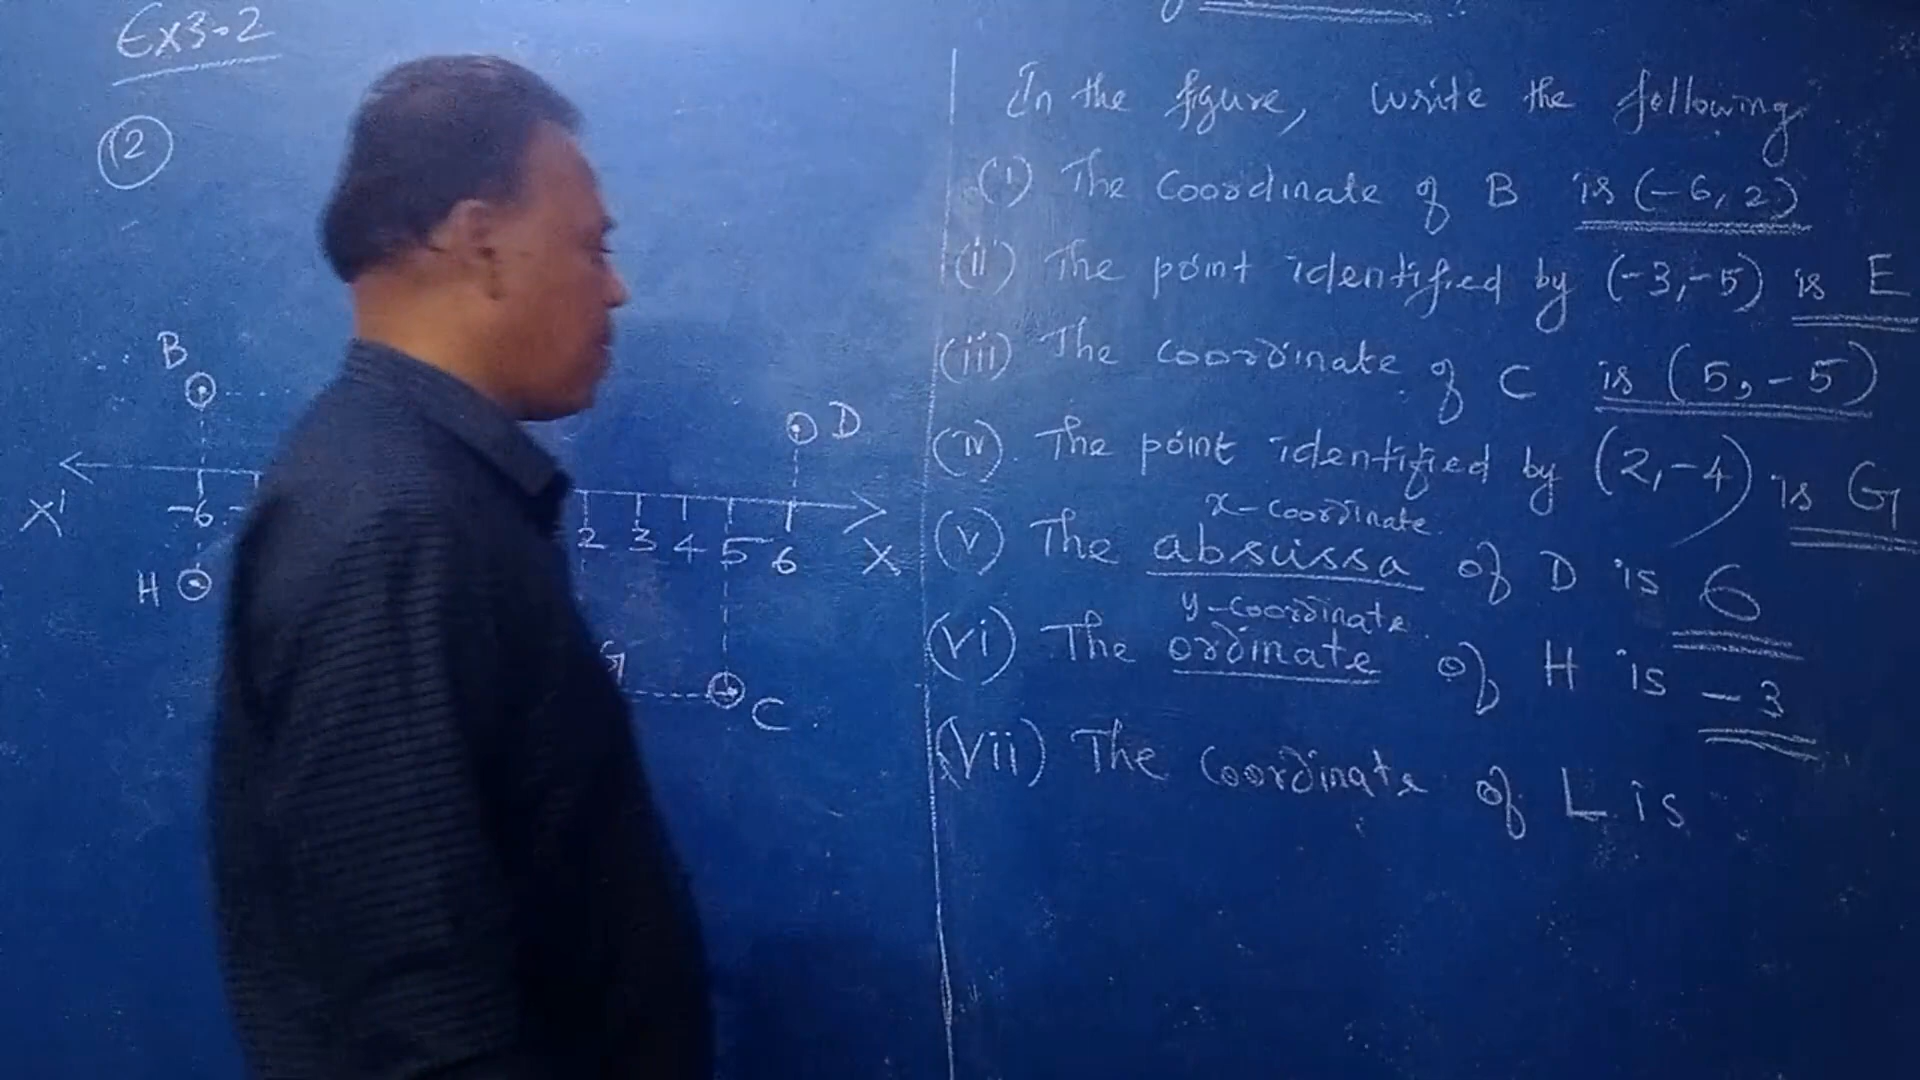 Ex3.2
2
B
D
X'
-6
2 3 4 5 6
X
H
G
C
In the figure, write the following
(i) The Coordinate of B is (-6, 2)
(ii) The point identified by (-3,-5) is E
(iii) The coordinate of C is (5,-5)
(iv). The point identified by (2,-4) is G
x-coordinate.
(v) The abscissa of D is 6
y-coordinate.
(vi) The ordinate of H is -3
(vii) The Coordinate of L is